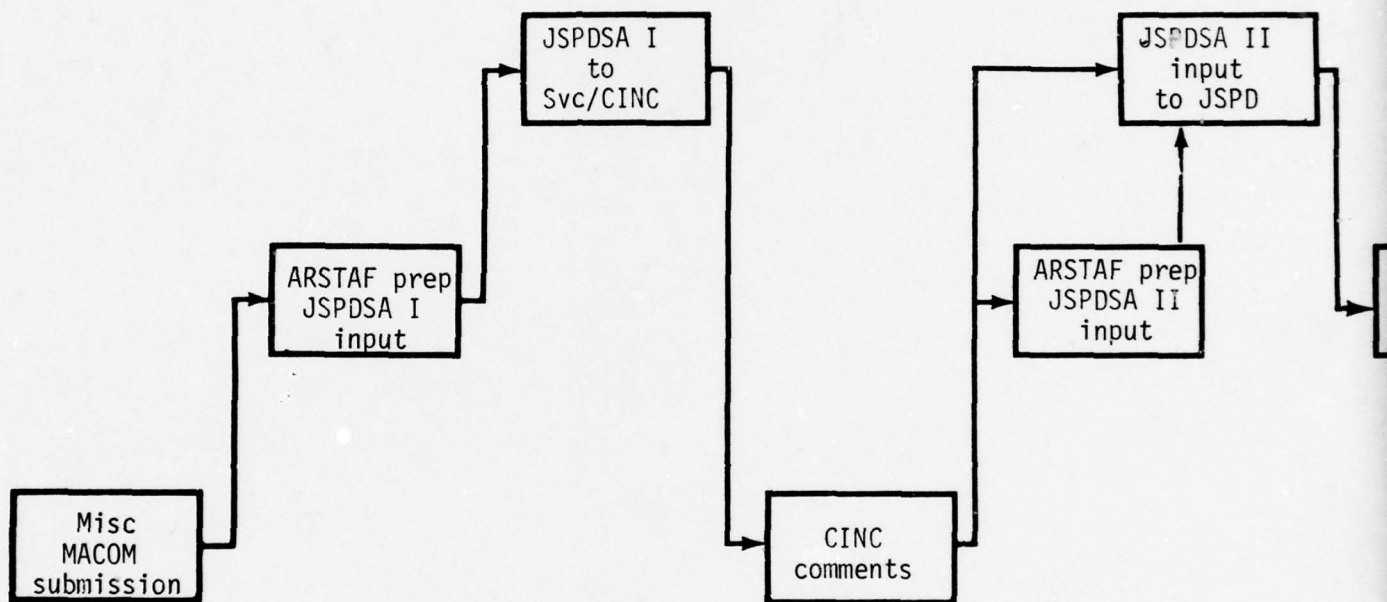 Misc
MACOM
submission
ARSTAF prep
JSPDSA I
input
JSPDSA I
to
Svc/CINC
CINC
comments
ARSTAF prep
JSPDSA II
input
JSPDSA II
input
to JSPD